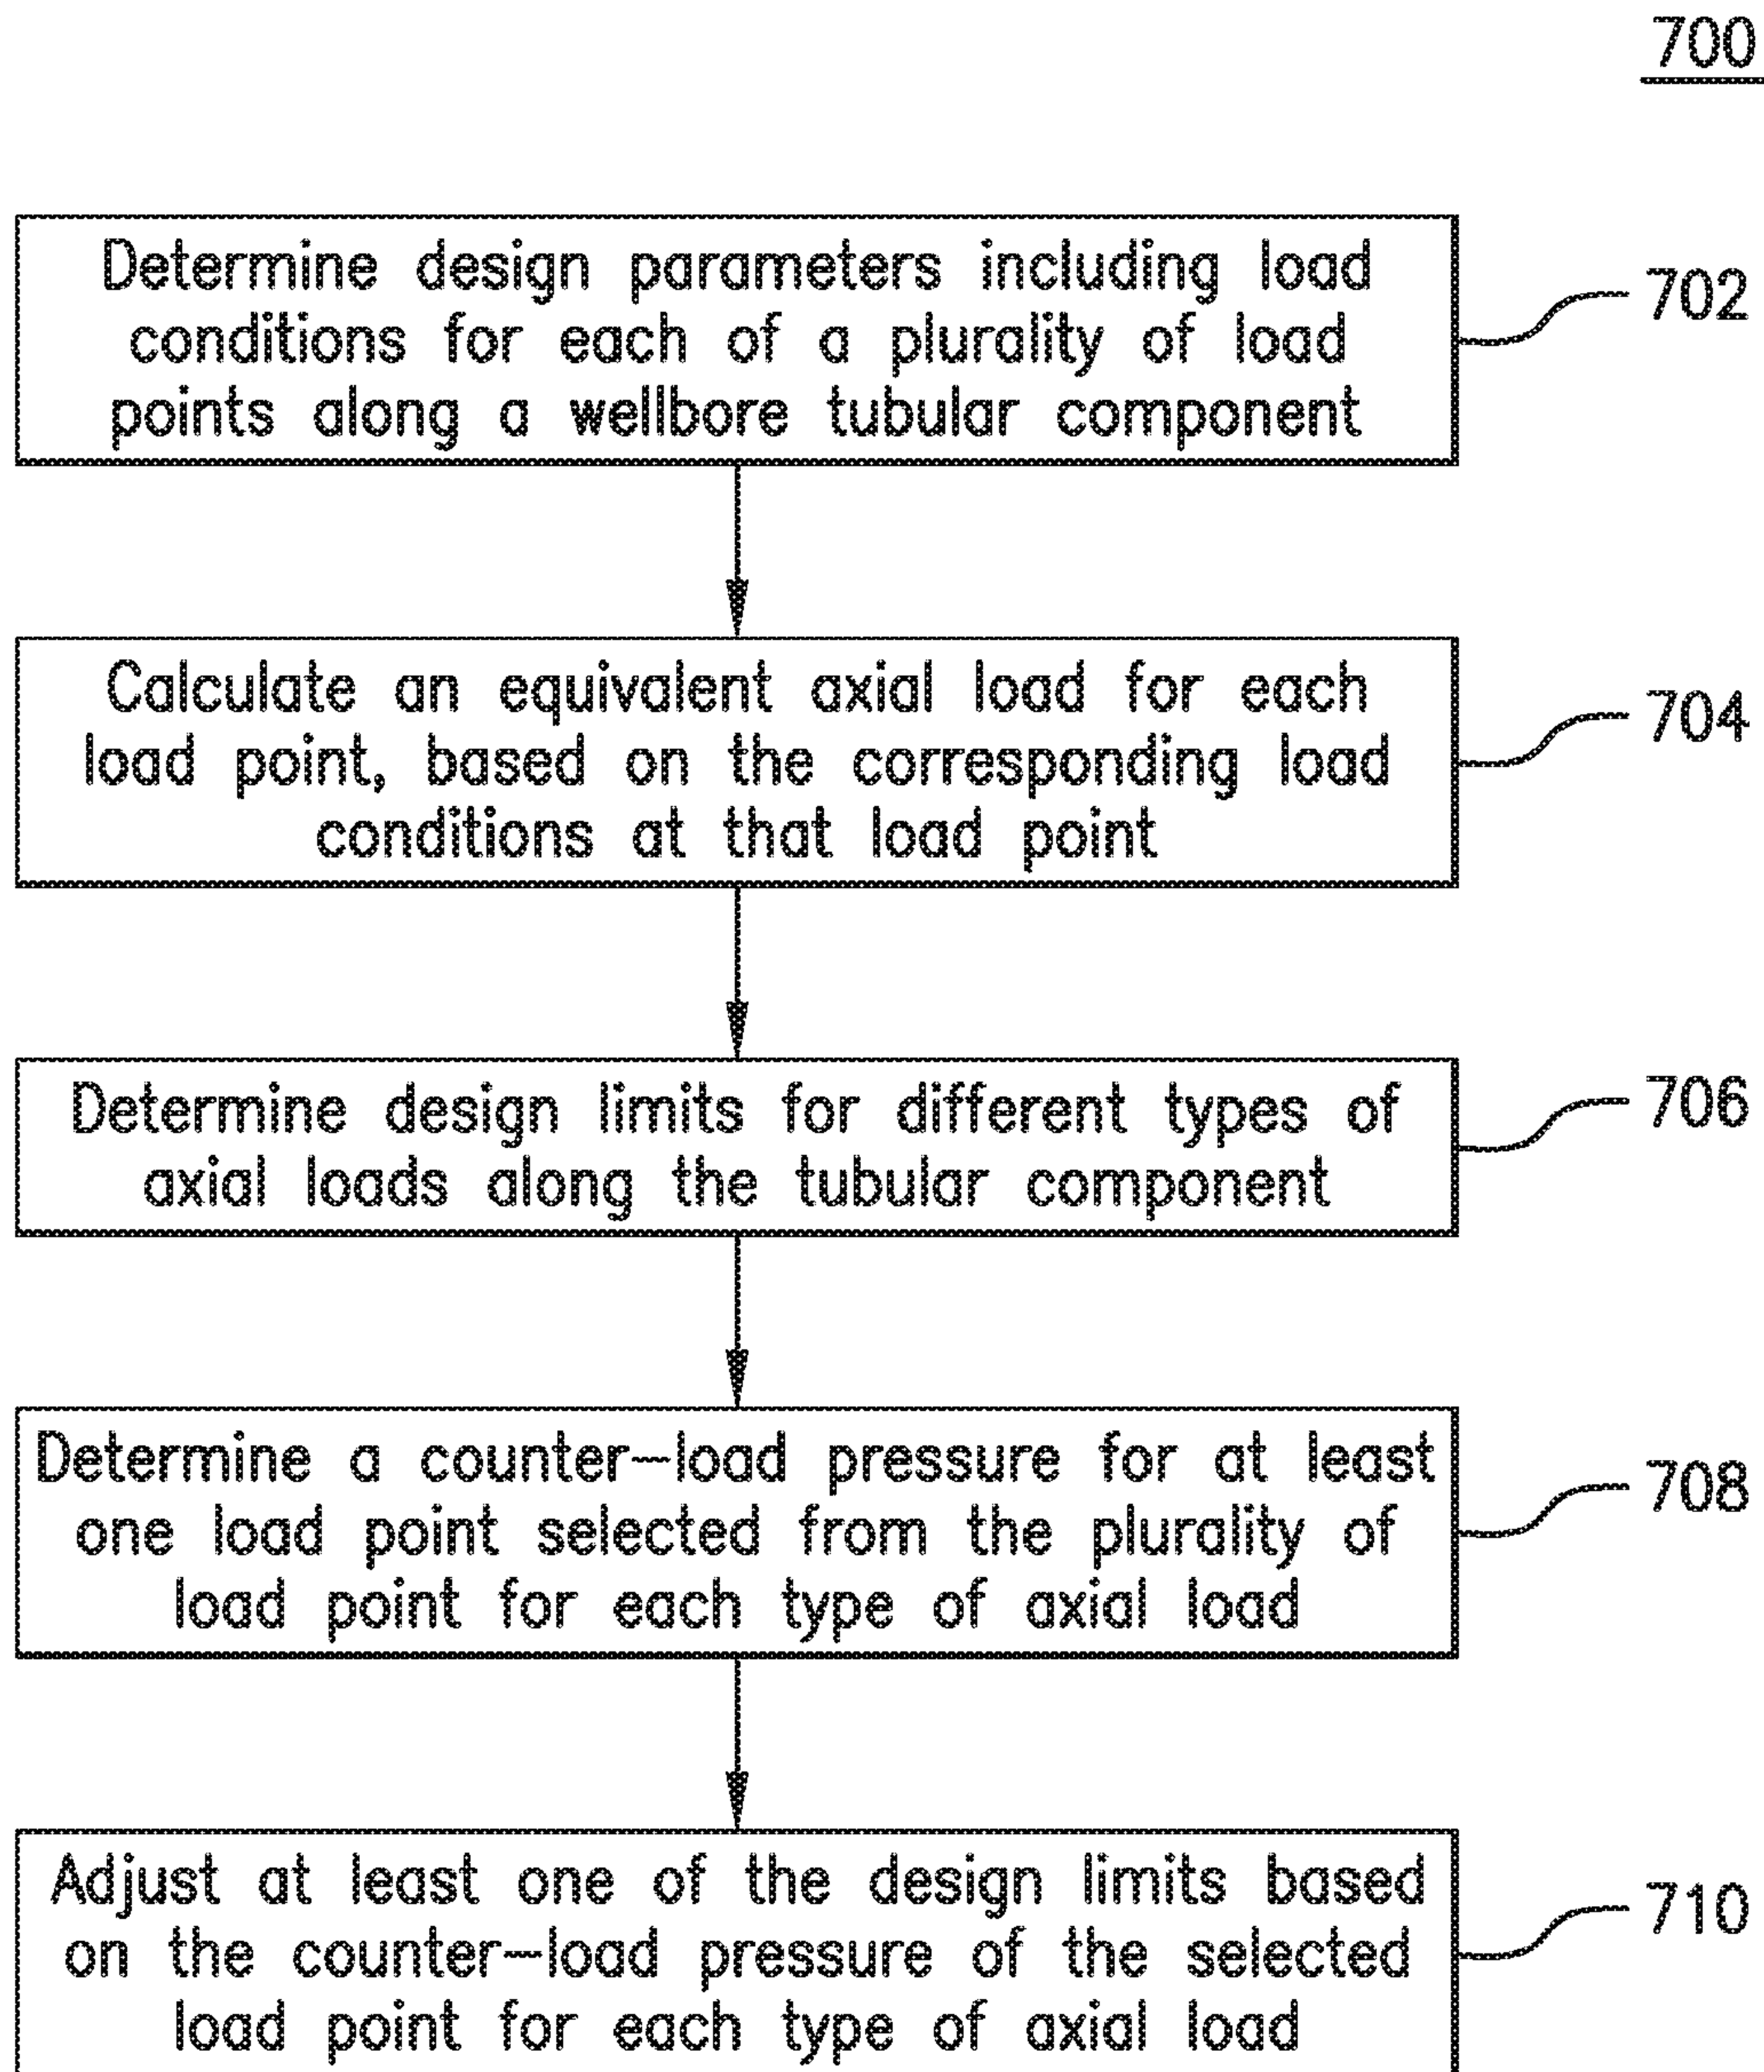 700
Determine design parameters including load
conditions for each of a plurality of load
points along a wellbore tubular component
702
Calculate an equivalent axial load for each
load point, based on the corresponding load
conditions at that load point
704
Determine design limits for different types of
axial loads along the tubular component
706
Determine a counter-load pressure for at least
one load point selected from the plurality of
load point for each type of axial load
708
Adjust at least one of the design limits based
on the counter-load pressure of the selected
load point for each type of axial load
710